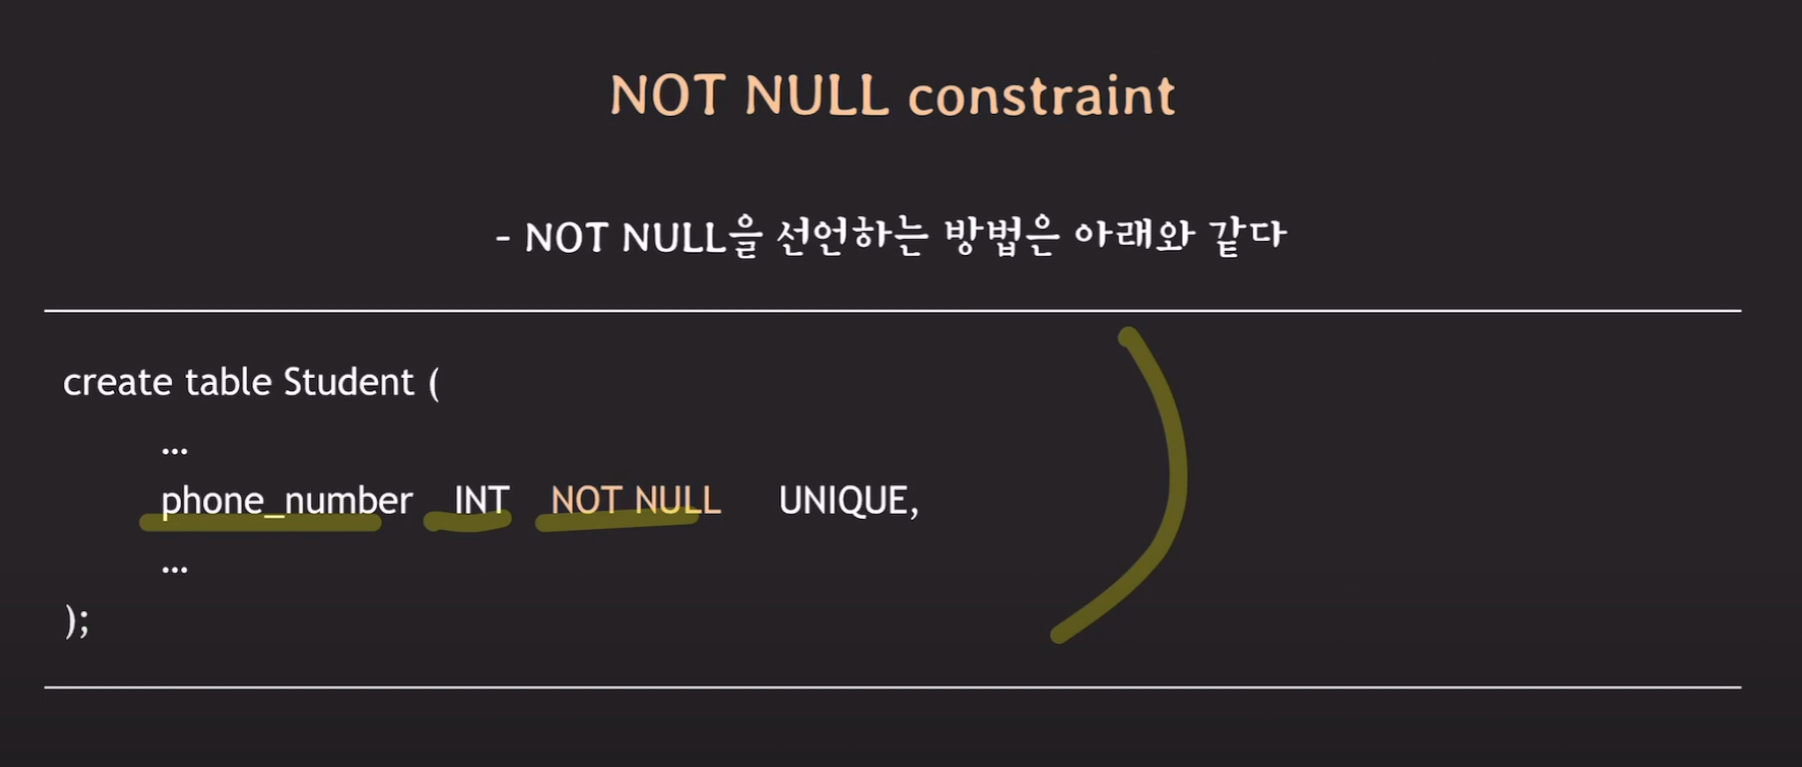 NOT NULL constraint
- NOT NULL을 선언하는 방법은 아래와 같다
create table Student (
...
phone_number INT NOT NULL UNIQUE,
...
);